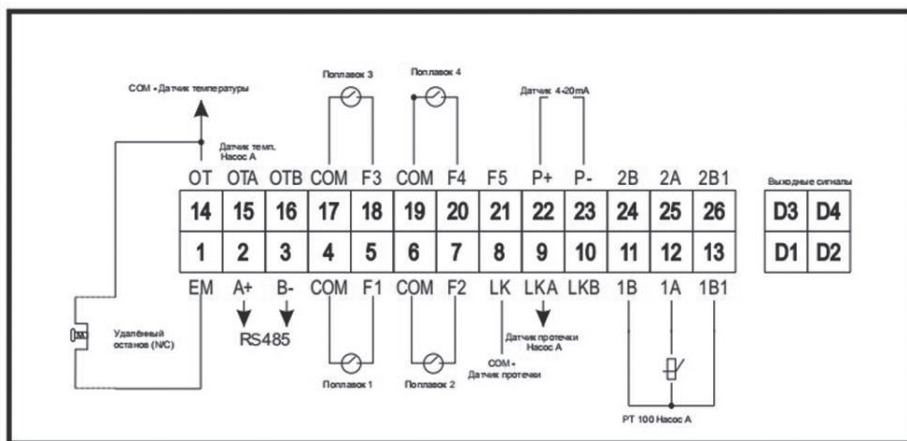 Поплавок 3
Поплавок 4
COM - Датчик температуры
Датчик 4-20mA
Датчик темп.
Насос A
OT OTA OTB COM F3 COM F4 F5 P+ P- 2B 2A 2B1
Выходные сигналы
14 15 16 17 18 19 20 21 22 23 24 25 26
D3 D4
1 2 3 4 5 6 7 8 9 10 11 12 13
D1 D2
EM A+ B- COM F1 COM F2 LK LKA LKB 1B 1A 1B1
Удалённый
останов (N/C)
RS485
Датчик протечки
Насос A
COM -
Датчик протечки
Поплавок 1
Поплавок 2
PT 100 Насос A